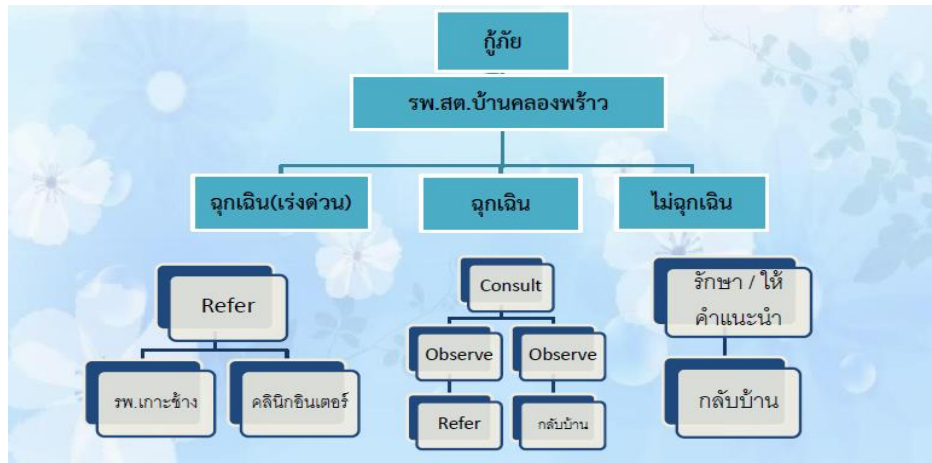 กู้ภัย
รพ.สต.บ้านคลองพร้าว
ฉุกเฉิน(เร่งด่วน)
ฉุกเฉิน
ไม่ฉุกเฉิน
Refer
รพ.เกาะช้าง
คลินิกอินเตอร์
Consult
Observe
Observe
Refer
กลับบ้าน
รักษา / ให้
คำแนะนำ
กลับบ้าน